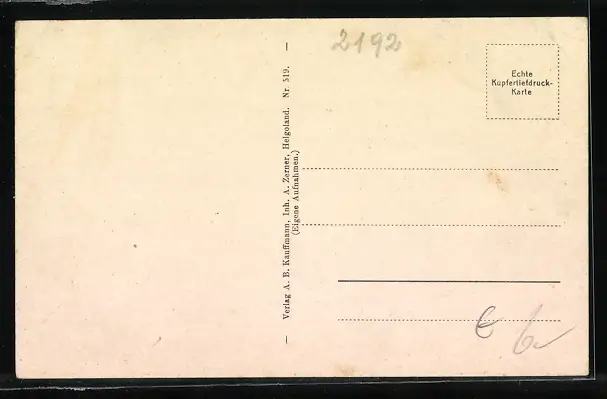 2192
Echte
Kupfertiefdruck-
Karte
— Verlag A. B. Kauffmann, Inh. A. Zerner, Helgoland. Nr. 519. —
(Eigene Aufnahmen.)